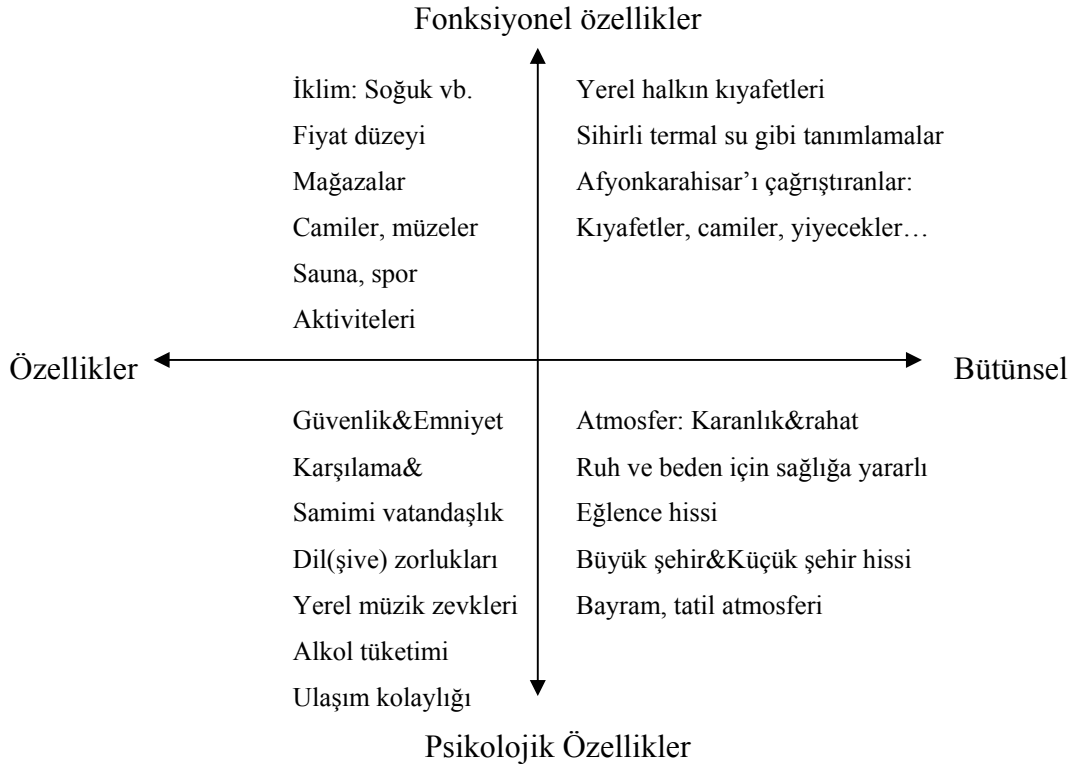 Fonksiyonel özellikler
İklim: Soğuk vb.
Fiyat düzeyi
Mağazalar
Camiler, müzeler
Sauna, spor
Aktiviteleri
Yerel halkın kıyafetleri
Sihirli termal su gibi tanımlamalar
Afyonkarahisar’ı çağrıştıranlar:
Kıyafetler, camiler, yiyecekler…
Özellikler
Bütünsel
Güvenlik&Emniyet
Karşılama&
Samimi vatandaşlık
Dil(şive) zorlukları
Yerel müzik zevkleri
Alkol tüketimi
Ulaşım kolaylığı
Atmosfer: Karanlık&rahat
Ruh ve beden için sağlığa yararlı
Eğlence hissi
Büyük şehir&Küçük şehir hissi
Bayram, tatil atmosferi
Psikolojik Özellikler